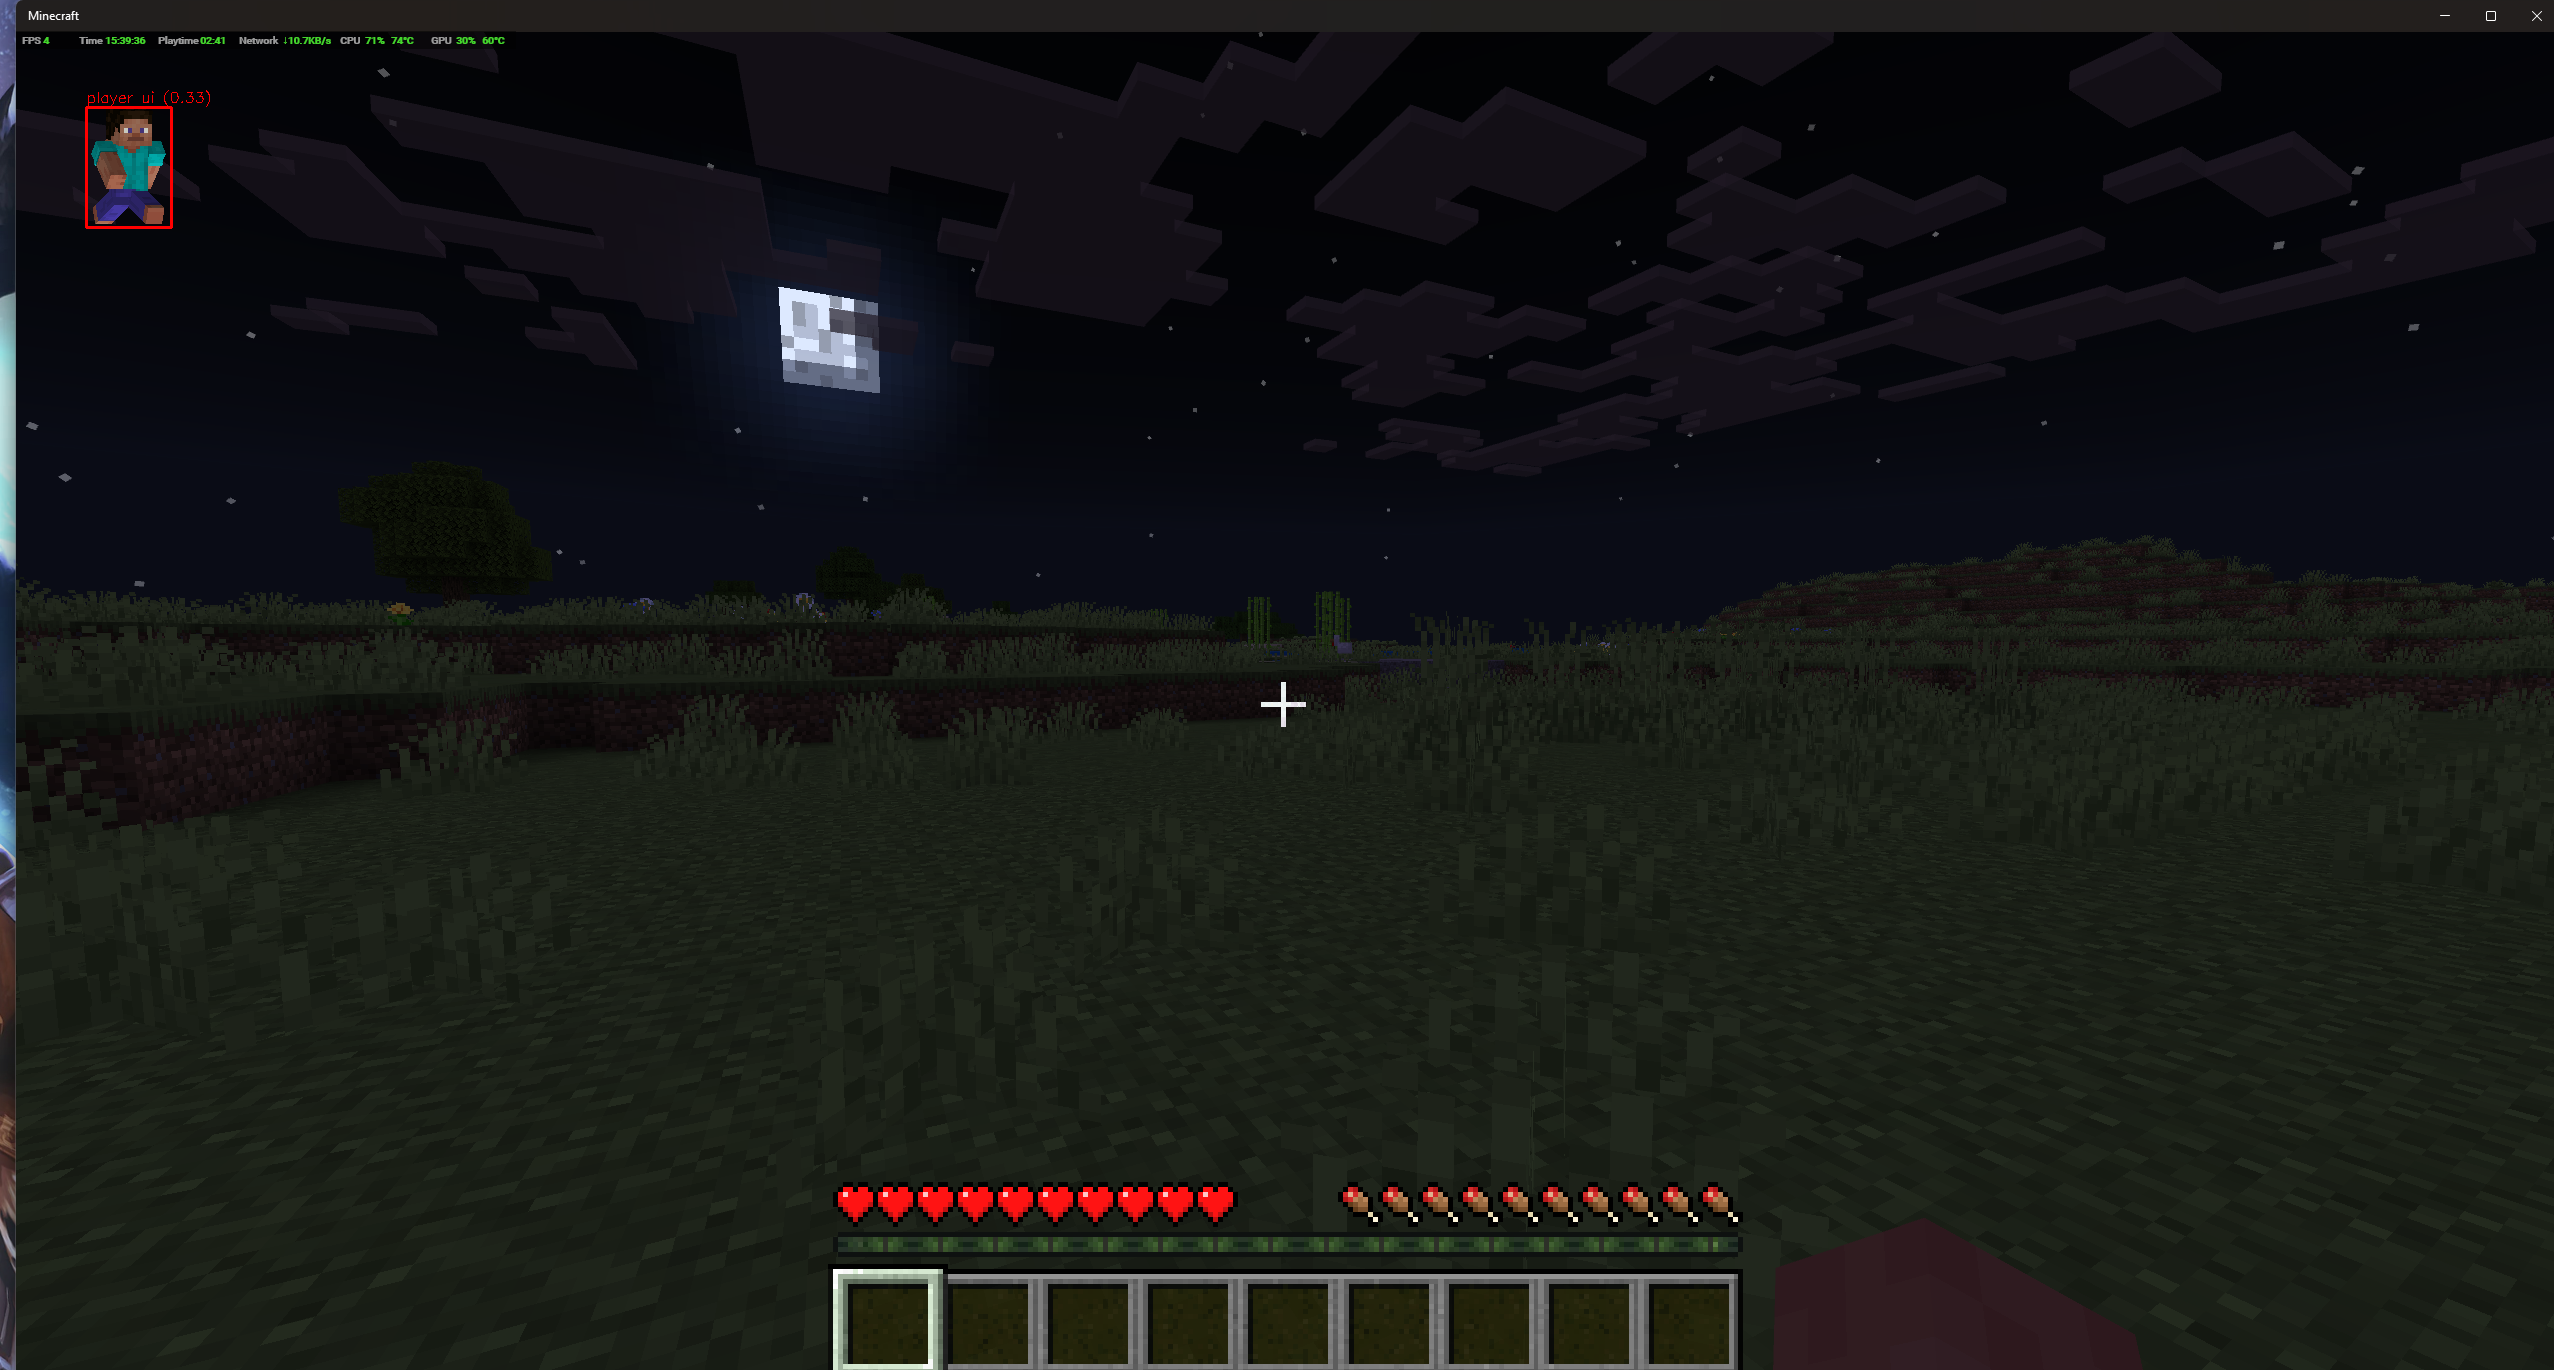 Minecraft
FPS 4 Time 15:39:36 Playtime 02:41 Network ↓10.7KB/s CPU 71% 74°C GPU 30% 60°C
player_ui (0.33)